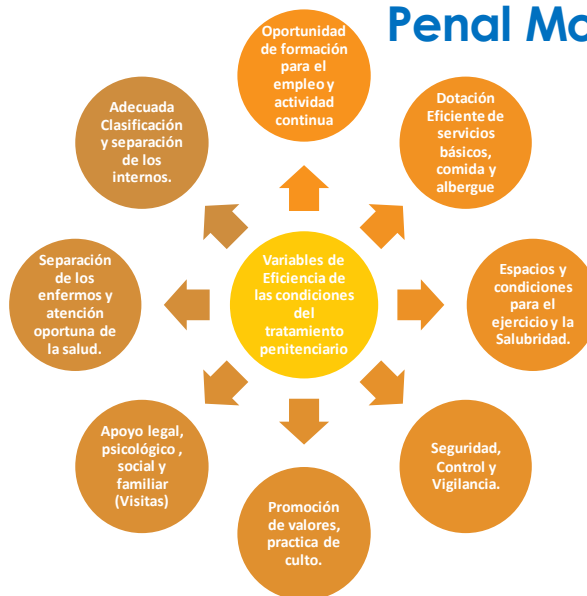 Penal Mo
Oportunidad
de formación
para el
empleo y
actividad
continua
Dotación
Eficiente de
servicios
básicos,
comida y
albergue
Espacios y
condiciones
para el
ejercicio y la
Salubridad.
Seguridad,
Control y
Vigilancia.
Promoción
de valores,
practica de
culto.
Apoyo legal,
psicológico ,
social y
familiar
(Visitas)
Separación
de los
enfermos y
atención
oportuna de
la salud.
Adecuada
Clasificación
y separación
de los
internos.
Variables de
Eficiencia de
las condiciones
del
tratamiento
penitenciario